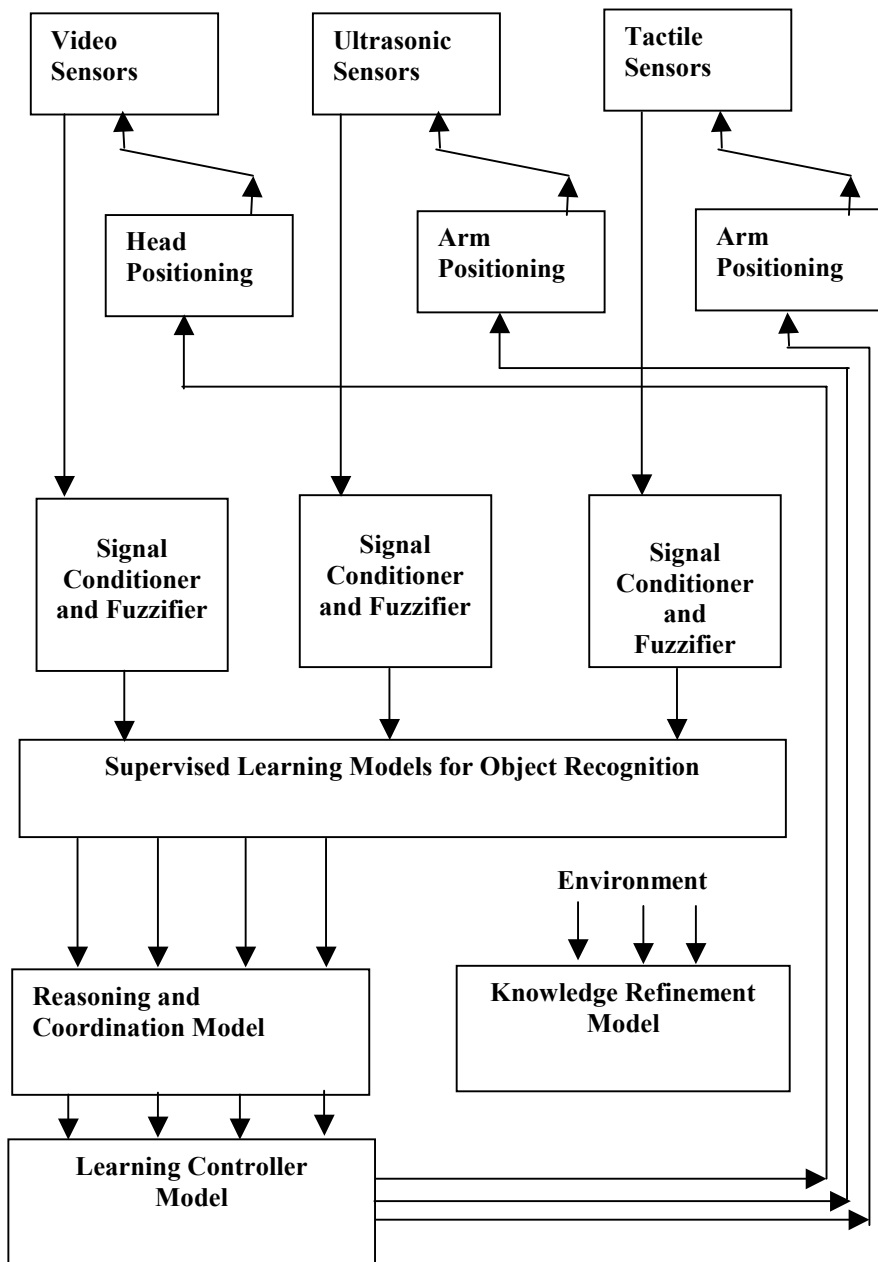 Video
Sensors
Ultrasonic
Sensors
Tactile
Sensors
Head
Positioning
Arm
Positioning
Arm
Positioning
Signal
Conditioner
and Fuzzifier
Signal
Conditioner
and Fuzzifier
Signal
Conditioner
and
Fuzzifier
Supervised Learning Models for Object Recognition
Environment
Reasoning and
Coordination Model
Knowledge Refinement
Model
Learning Controller
Model